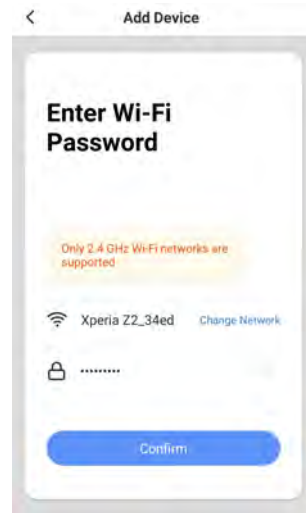 Add Device
Enter Wi-Fi
Password
Only 2.4 GHz Wi-Fi networks are
supported
Xperia Z2_34ed Change Network
•••••••••
Confirm